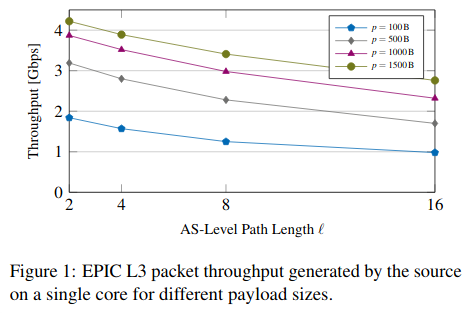 p = 100 B
p = 500 B
p = 1000 B
p = 1500 B
Throughput [Gbps]
4
3
2
1
0
2 4 8 16
AS-Level Path Length ℓ
Figure 1: EPIC L3 packet throughput generated by the source
on a single core for different payload sizes.